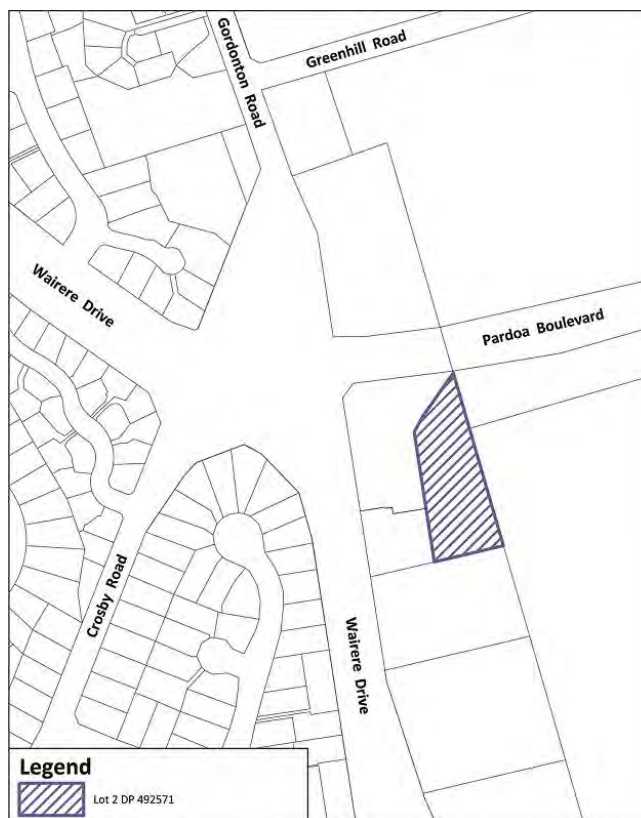 Gordonton Road
Greenhill Road
Wairere Drive
Pardoa Boulevard
Crosby Road
Wairere Drive
Legend
Lot 2 DP 492571